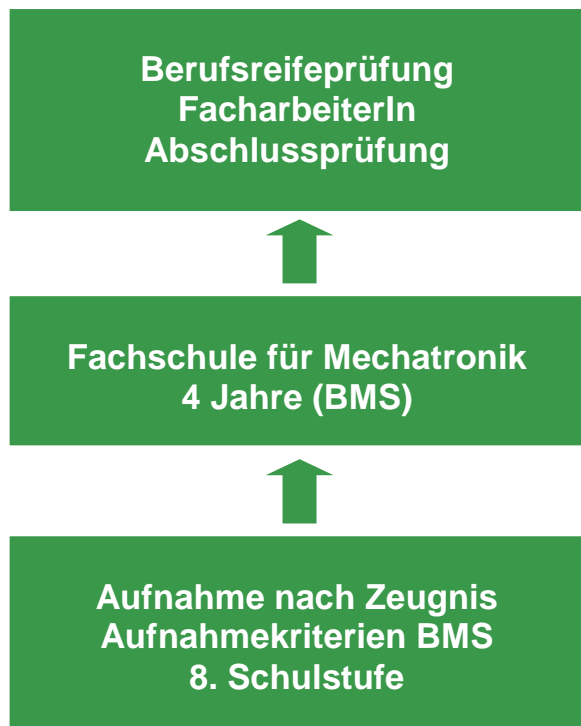 Berufsreifeprüfung
FacharbeiterIn
Abschlussprüfung
Fachschule für Mechatronik
4 Jahre (BMS)
Aufnahme nach Zeugnis
Aufnahmekriterien BMS
8. Schulstufe